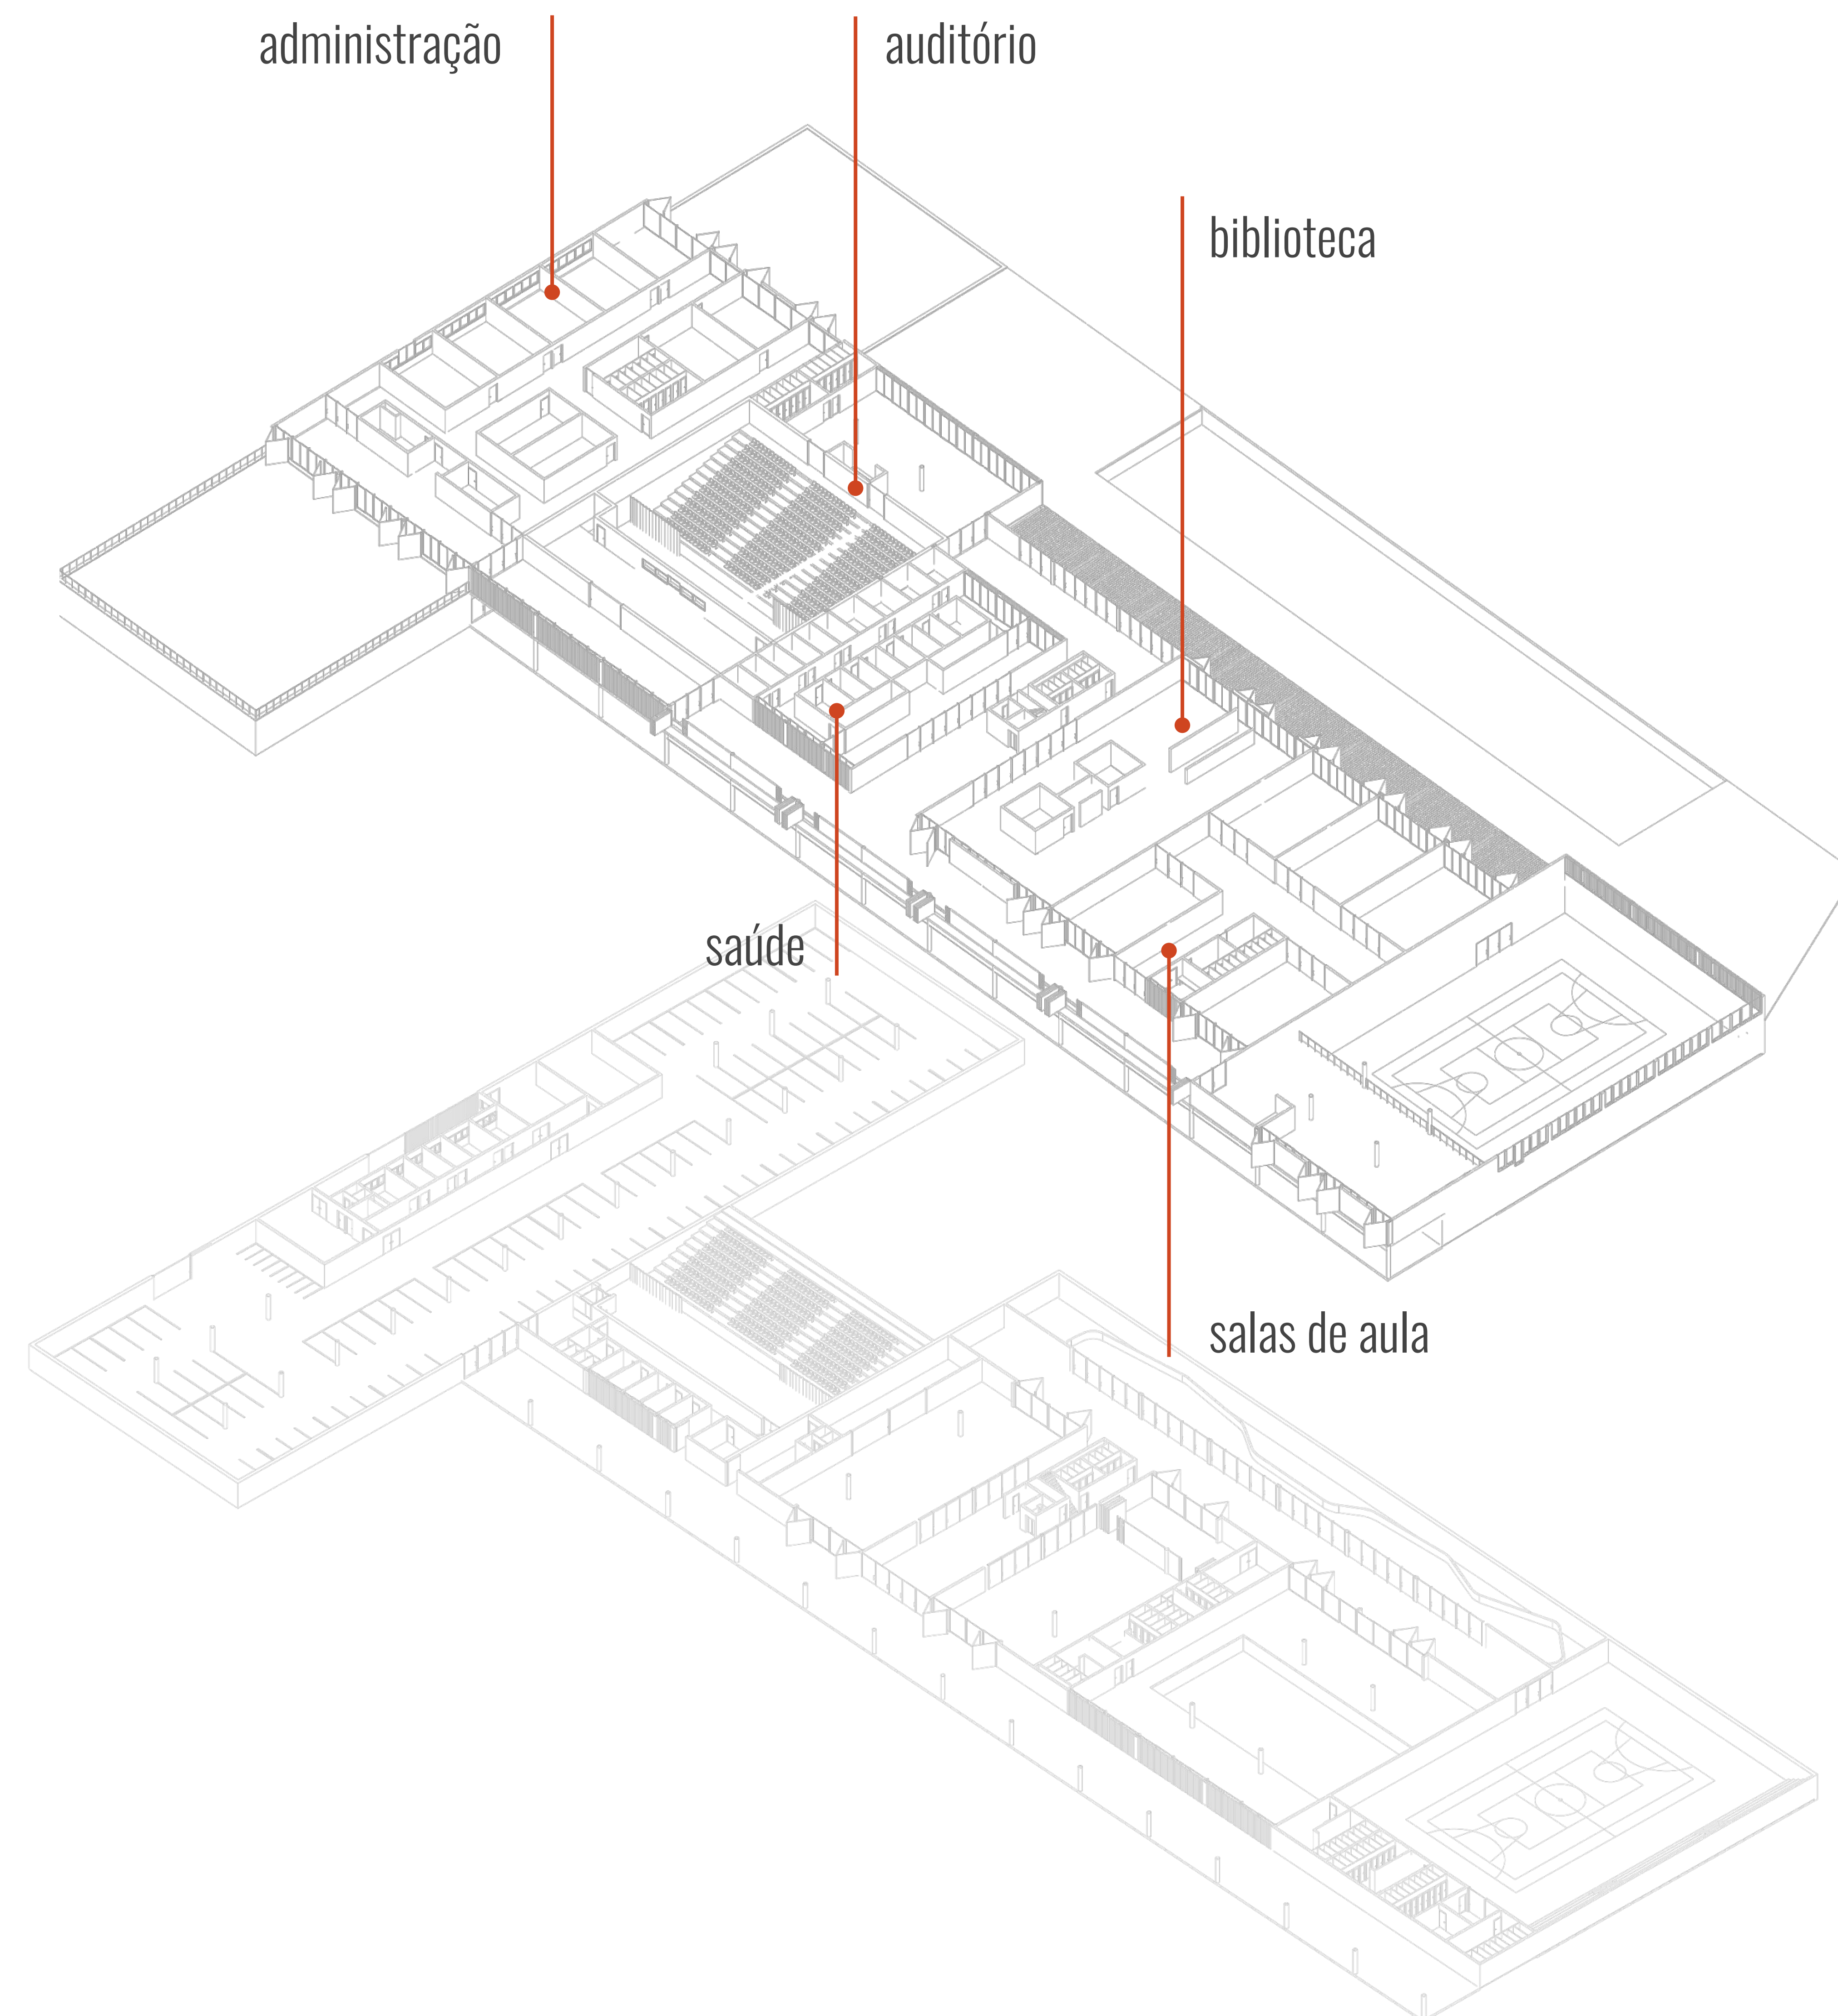 administração
auditório
biblioteca
saúde
salas de aula